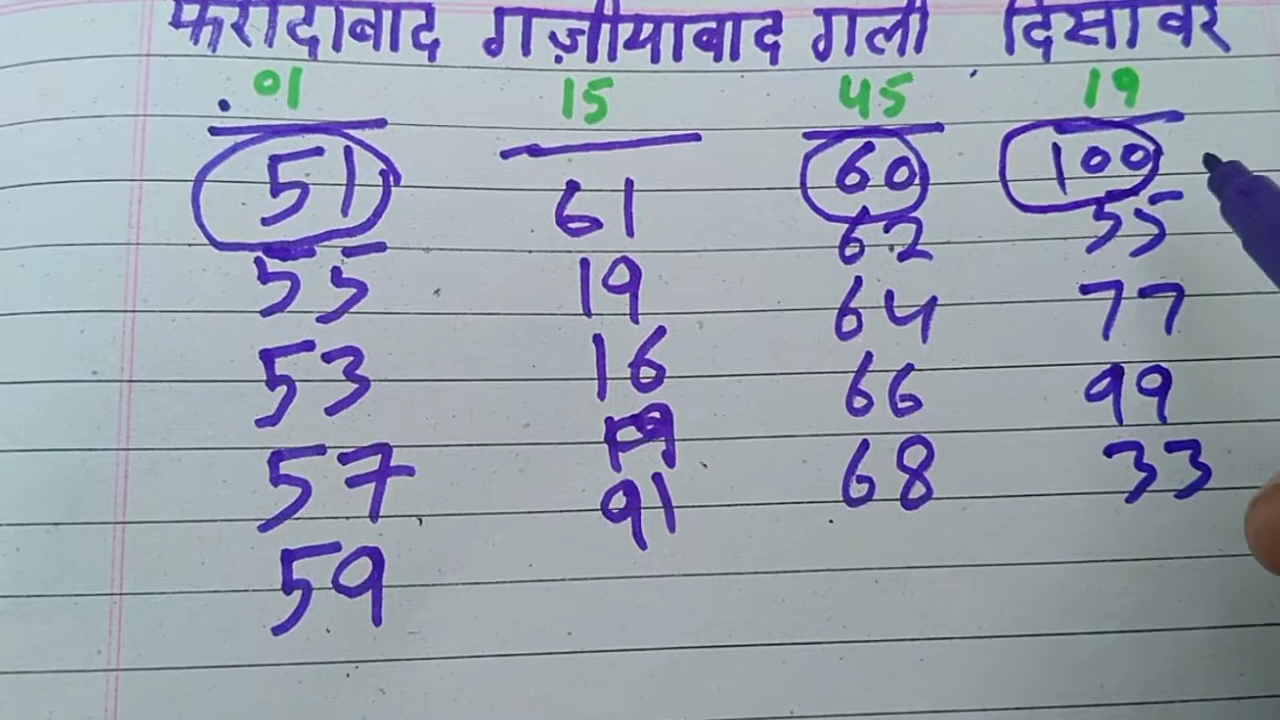 फरीदाबाद गज़ीयाबाद गली दिसावर
01 15 45 19
51 61 60 100
55 19 62 55
53 16 64 77
57 91 66 99
59 68 33